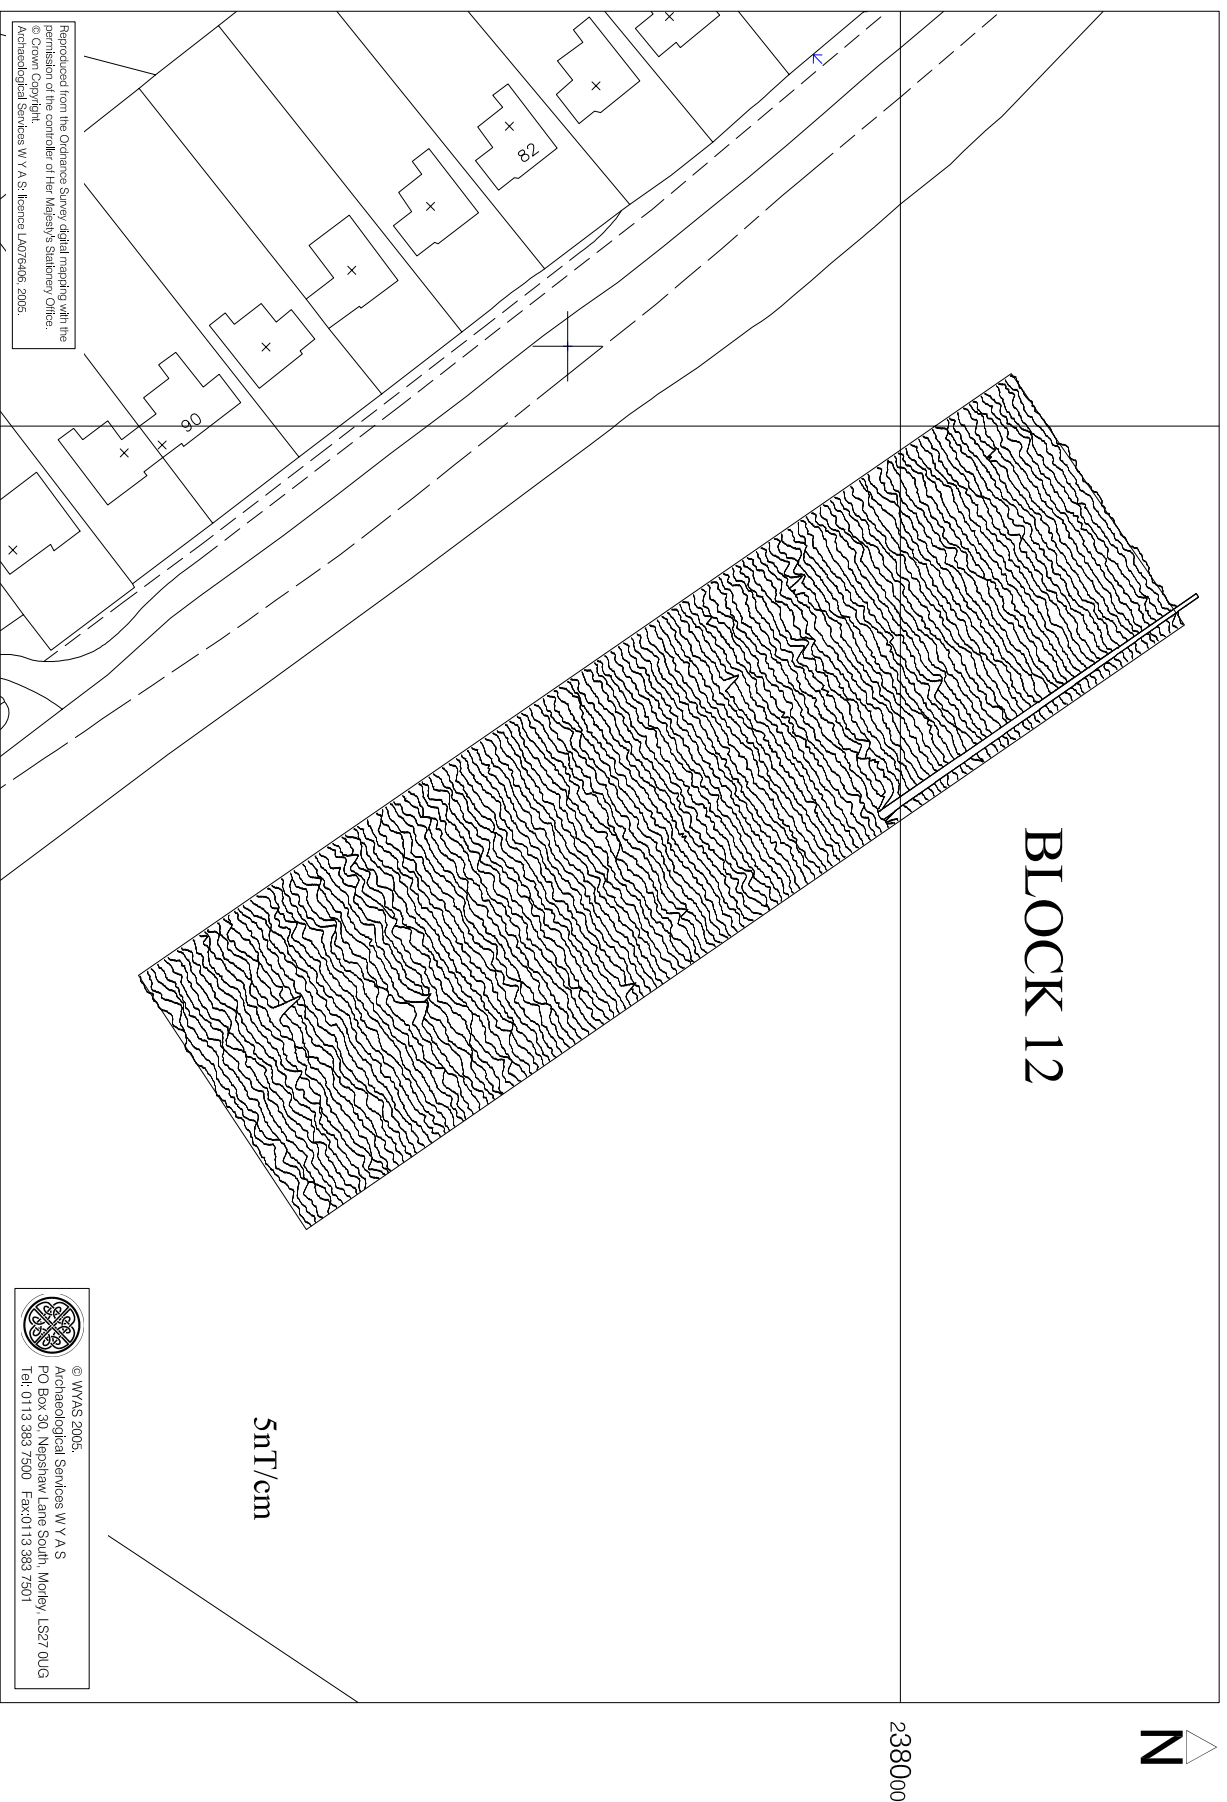 N
238000
BLOCK 12
82
90
5nT/cm
Reproduced from the Ordnance Survey digital mapping with the
permission of the controller of Her Majesty's Stationery Office.
© Crown Copyright.
Archaeological Services W Y A S: licence LA076406, 2005.
© WYAS 2005.
Archaeological Services W Y A S
PO Box 30, Nepshaw Lane South, Morley, LS27 0UG
Tel: 0113 383 7500 Fax:0113 383 7501